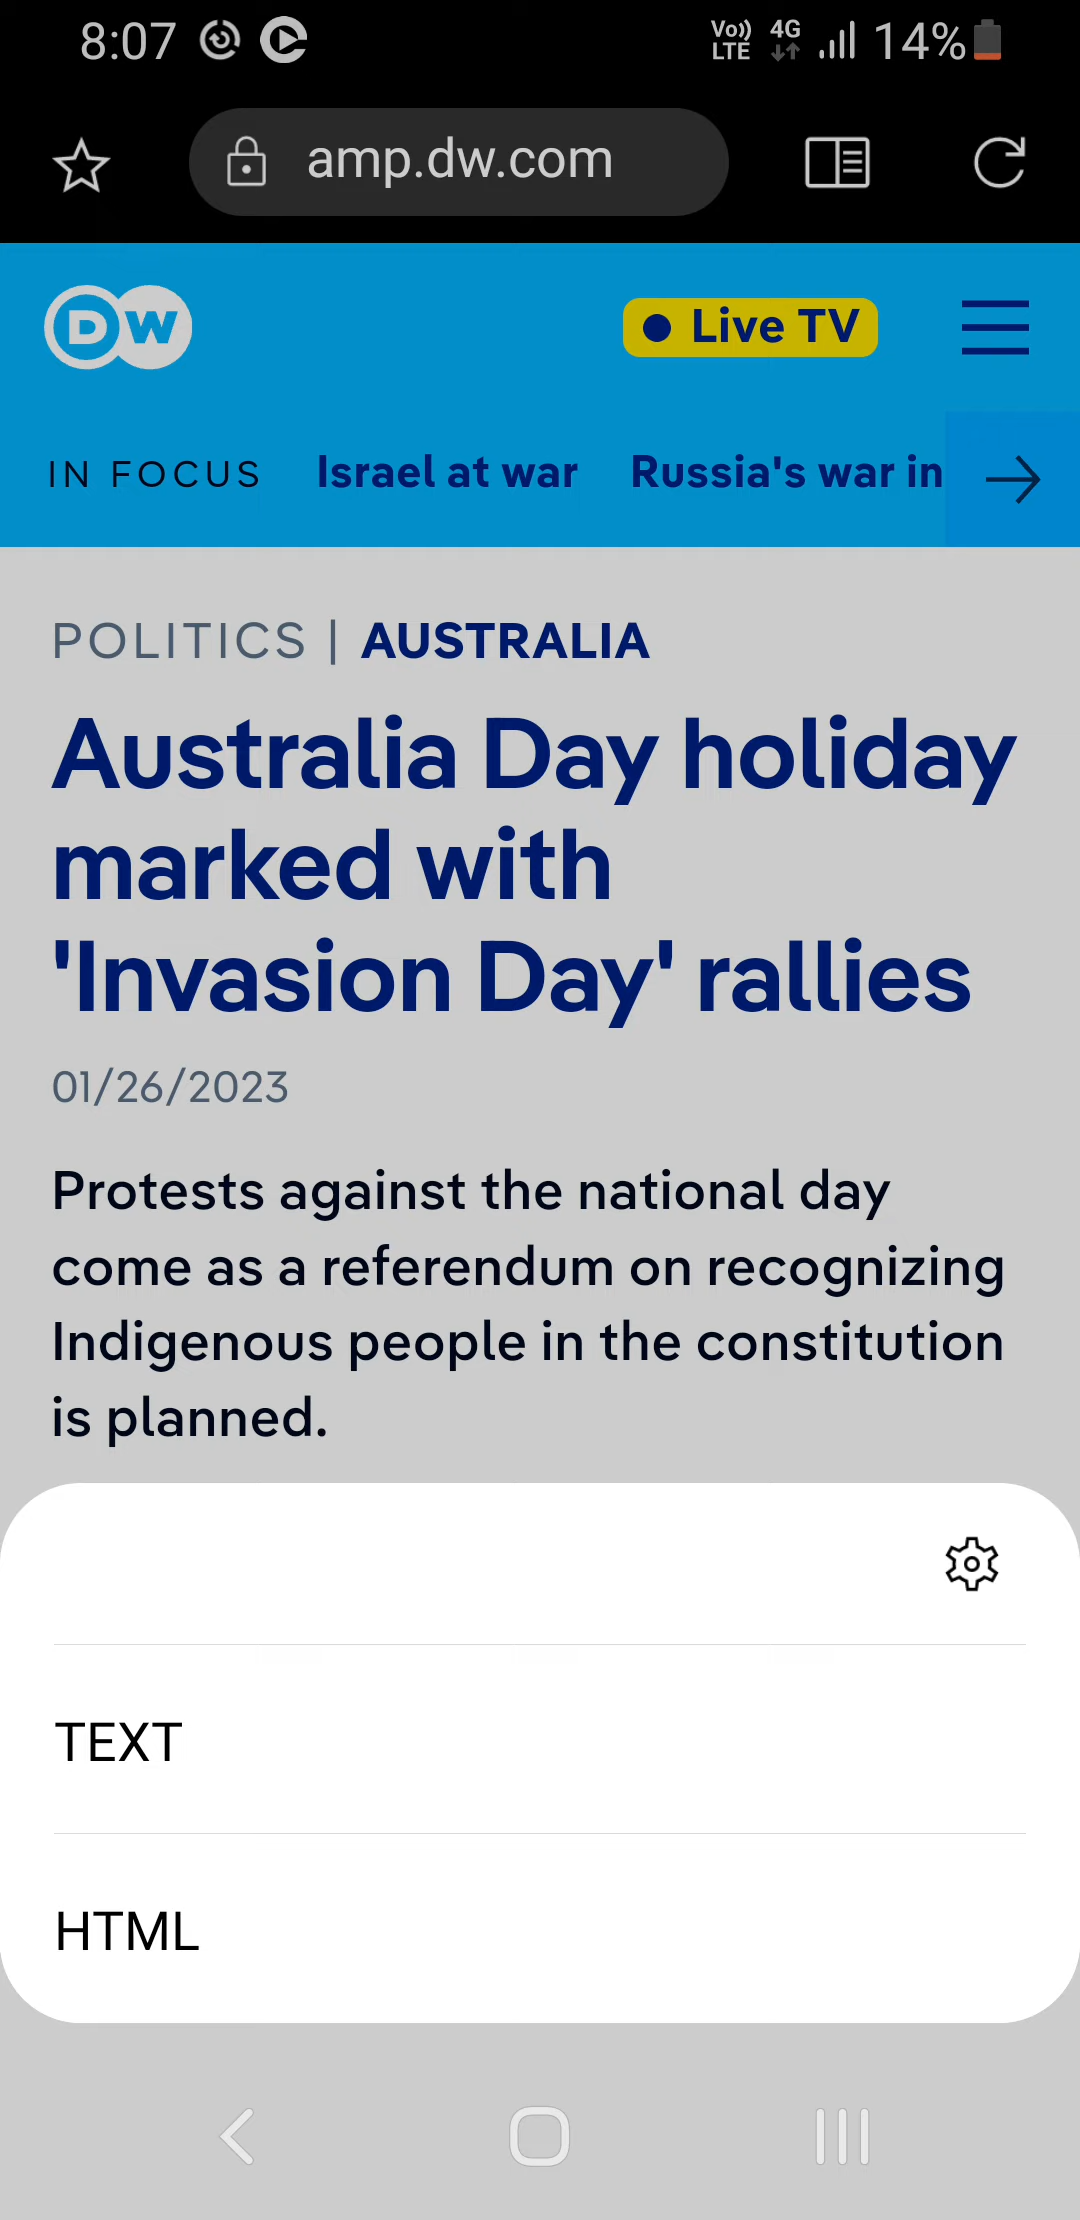 8:07 Vo)) LTE 4G 14%
amp.dw.com
DW Live TV
IN FOCUS Israel at war Russia's war in
POLITICS | AUSTRALIA
Australia Day holiday
marked with
'Invasion Day' rallies
01/26/2023
Protests against the national day
come as a referendum on recognizing
Indigenous people in the constitution
is planned.
TEXT
HTML